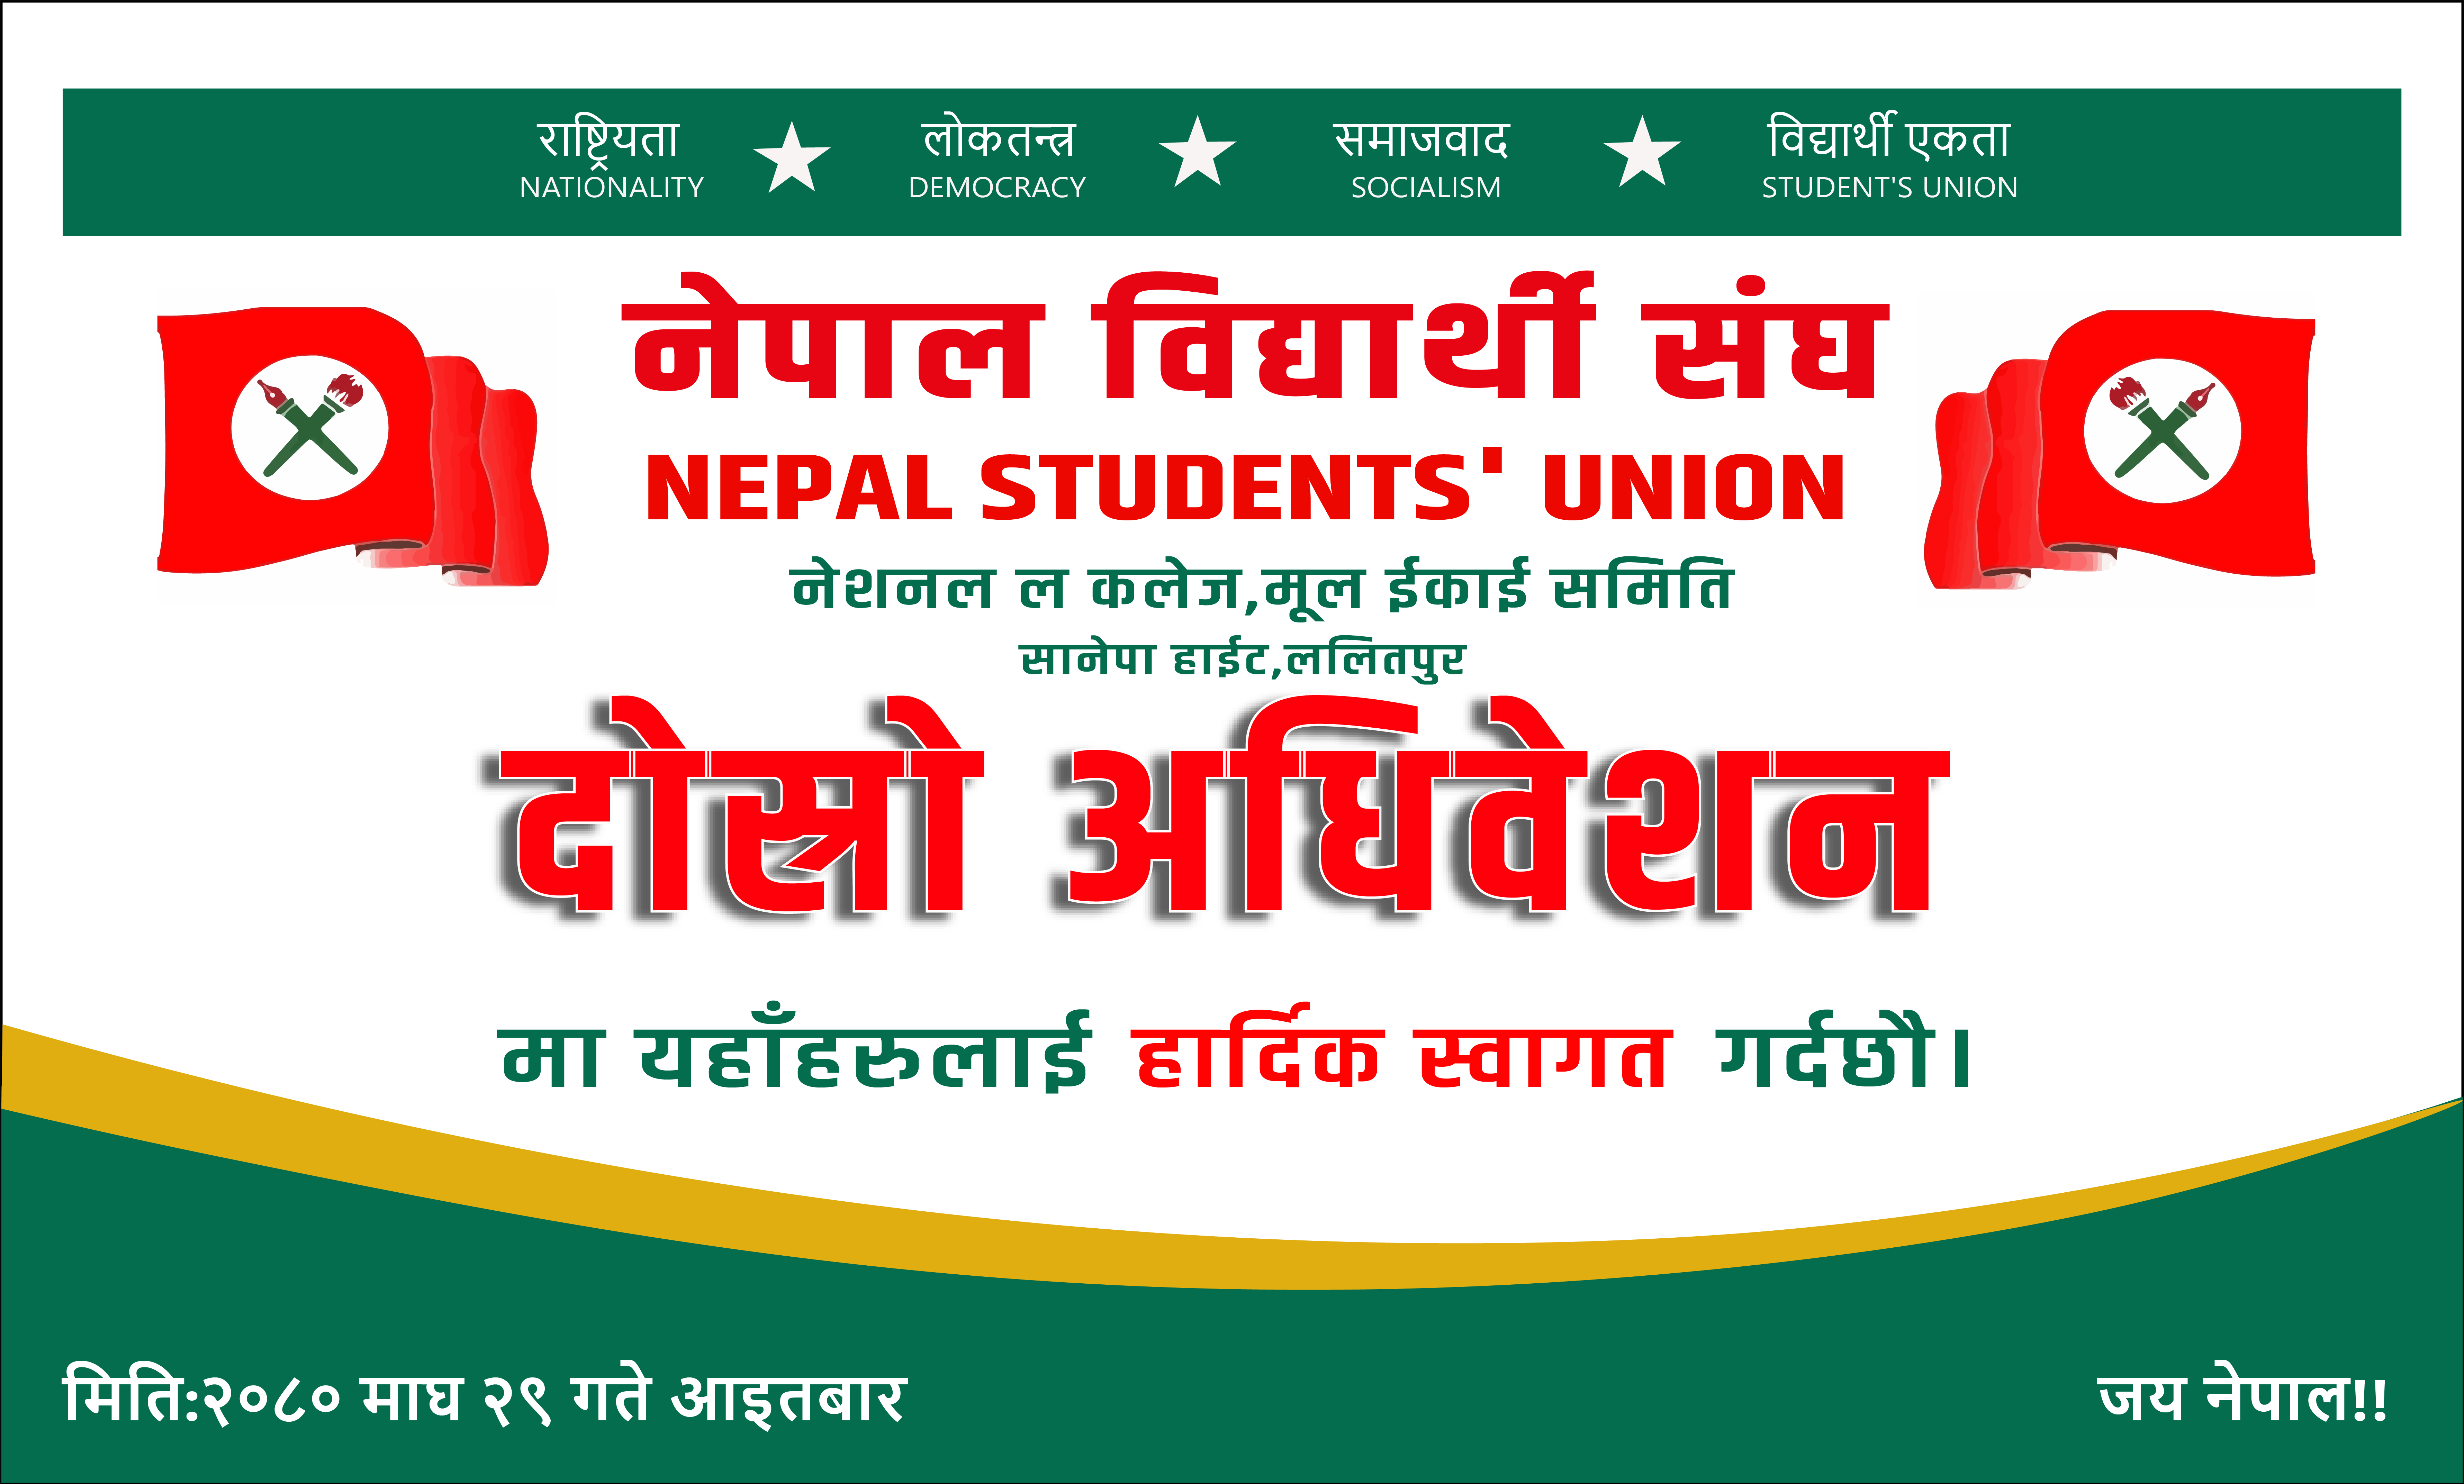 राष्ट्रियता ★ लोकतन्त्र ★ समाजवाद ★ विद्यार्थी एकता
NATIONALITY DEMOCRACY SOCIALISM STUDENT'S UNION
नेपाल विद्यार्थी संघ
NEPAL STUDENTS' UNION
नेशनल ल कलेज,मूल ईकाई समिति
सानेपा हाईट,ललितपुर
दोस्रो अधिवेशन
मा यहाँहरुलाई हार्दिक स्वागत गर्दछौ।
मिति:२०८० माघ २९ गते आइतबार
जय नेपाल!!